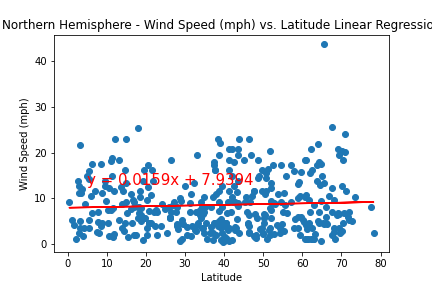 Northern Hemisphere - Wind Speed (mph) vs. Latitude Linear Regressio
40
30
20
10
0
Wind Speed (mph)
y = 0.0159x + 7.9394
0 10 20 30 40 50 60 70 80
Latitude